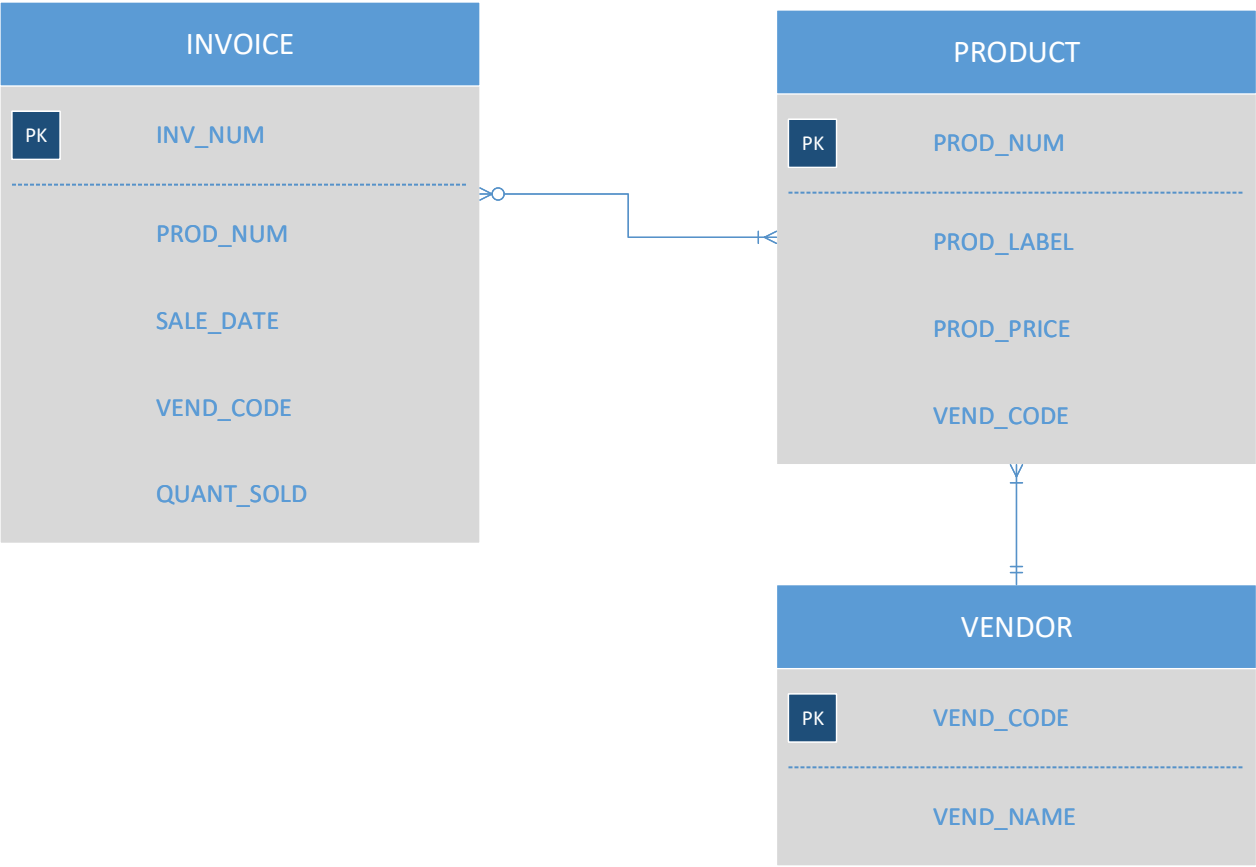 INVOICE
PK INV_NUM
PROD_NUM
SALE_DATE
VEND_CODE
QUANT_SOLD
PRODUCT
PK PROD_NUM
PROD_LABEL
PROD_PRICE
VEND_CODE
VENDOR
PK VEND_CODE
VEND_NAME